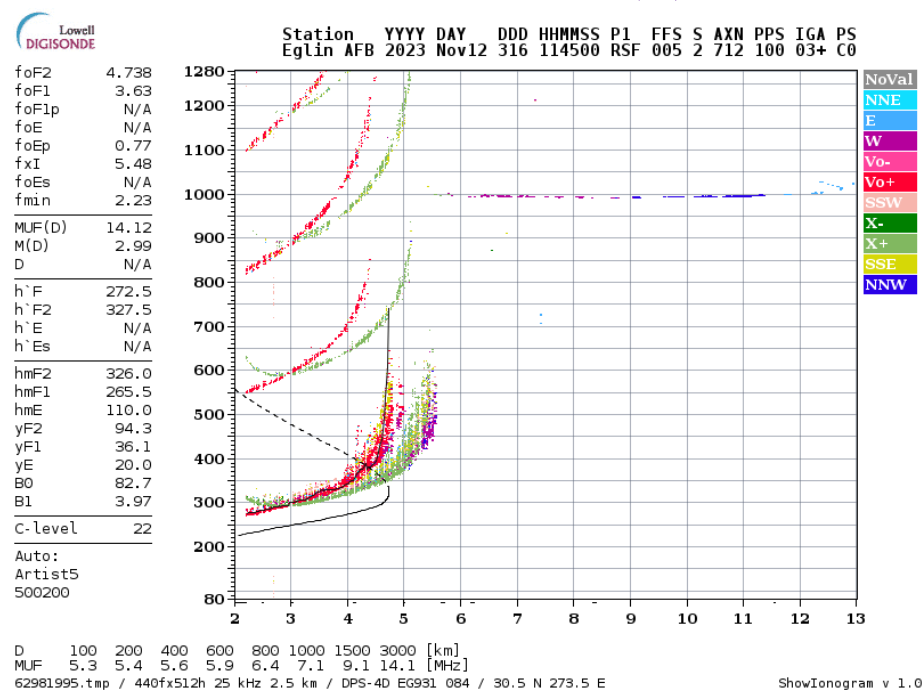 Lowell
DIGISONDE
Station YYYY DAY DDD HHMMSS P1 FFS S AXN PPS IGA PS
Eglin AFB 2023 Nov12 316 114500 RSF 005 2 712 100 03+ C0
foF2 4.738
foF1 3.63
foF1p N/A
foE N/A
foEp 0.77
fxI 5.48
foEs N/A
fmin 2.23
MUF(D) 14.12
M(D) 2.99
D N/A
h`F 272.5
h`F2 327.5
h`E N/A
h`Es N/A
hmF2 326.0
hmF1 265.5
hmE 110.0
yF2 94.3
yF1 36.1
yE 20.0
B0 82.7
B1 3.97
C-level 22
Auto:
Artist5
500200
1280
1200
1100
1000
900
800
700
600
500
400
300
200
80
2 3 4 5 6 7 8 9 10 11 12 13
NoVal
NNE
E
W
Vo-
Vo+
SSW
X-
X+
SSE
NNW
D 100 200 400 600 800 1000 1500 3000 [km]
MUF 5.3 5.4 5.6 5.9 6.4 7.1 9.1 14.1 [MHz]
62981995.tmp / 440fx512h 25 kHz 2.5 km / DPS-4D EG931 084 / 30.5 N 273.5 E
ShowIonogram v 1.0